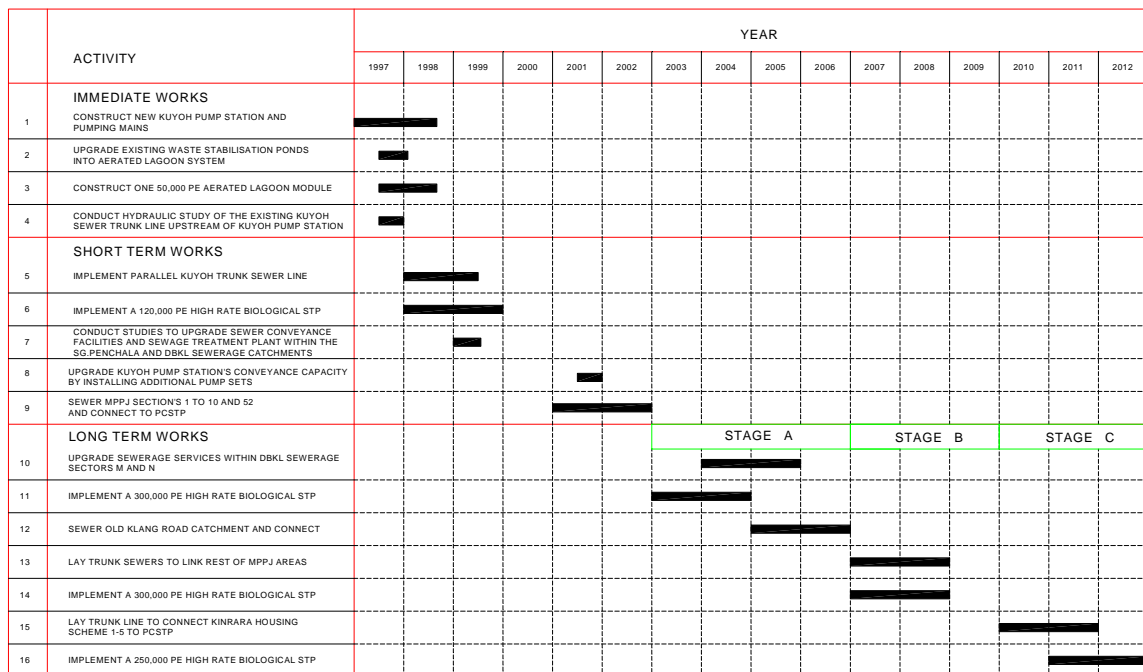 YEAR
ACTIVITY
1997 1998 1999 2000 2001 2002 2003 2004 2005 2006 2007 2008 2009 2010 2011 2012
IMMEDIATE WORKS
1 CONSTRUCT NEW KUYOH PUMP STATION AND
PUMPING MAINS
2 UPGRADE EXISTING WASTE STABILISATION PONDS
INTO AERATED LAGOON SYSTEM
3 CONSTRUCT ONE 50,000 PE AERATED LAGOON MODULE
4 CONDUCT HYDRAULIC STUDY OF THE EXISTING KUYOH
SEWER TRUNK LINE UPSTREAM OF KUYOH PUMP STATION
SHORT TERM WORKS
5 IMPLEMENT PARALLEL KUYOH TRUNK SEWER LINE
6 IMPLEMENT A 120,000 PE HIGH RATE BIOLOGICAL STP
7 CONDUCT STUDIES TO UPGRADE SEWER CONVEYANCE
FACILITIES AND SEWAGE TREATMENT PLANT WITHIN THE
SG.PENCHALA AND DBKL SEWERAGE CATCHMENTS
8 UPGRADE KUYOH PUMP STATION'S CONVEYANCE CAPACITY
BY INSTALLING ADDITIONAL PUMP SETS
9 SEWER MPPJ SECTION'S 1 TO 10 AND 52
AND CONNECT TO PCSTP
LONG TERM WORKS
STAGE A STAGE B STAGE C
10 UPGRADE SEWERAGE SERVICES WITHIN DBKL SEWERAGE
SECTORS M AND N
11 IMPLEMENT A 300,000 PE HIGH RATE BIOLOGICAL STP
12 SEWER OLD KLANG ROAD CATCHMENT AND CONNECT
13 LAY TRUNK SEWERS TO LINK REST OF MPPJ AREAS
14 IMPLEMENT A 300,000 PE HIGH RATE BIOLOGICAL STP
15 LAY TRUNK LINE TO CONNECT KINRARA HOUSING
SCHEME 1-5 TO PCSTP
16 IMPLEMENT A 250,000 PE HIGH RATE BIOLOGICAL STP